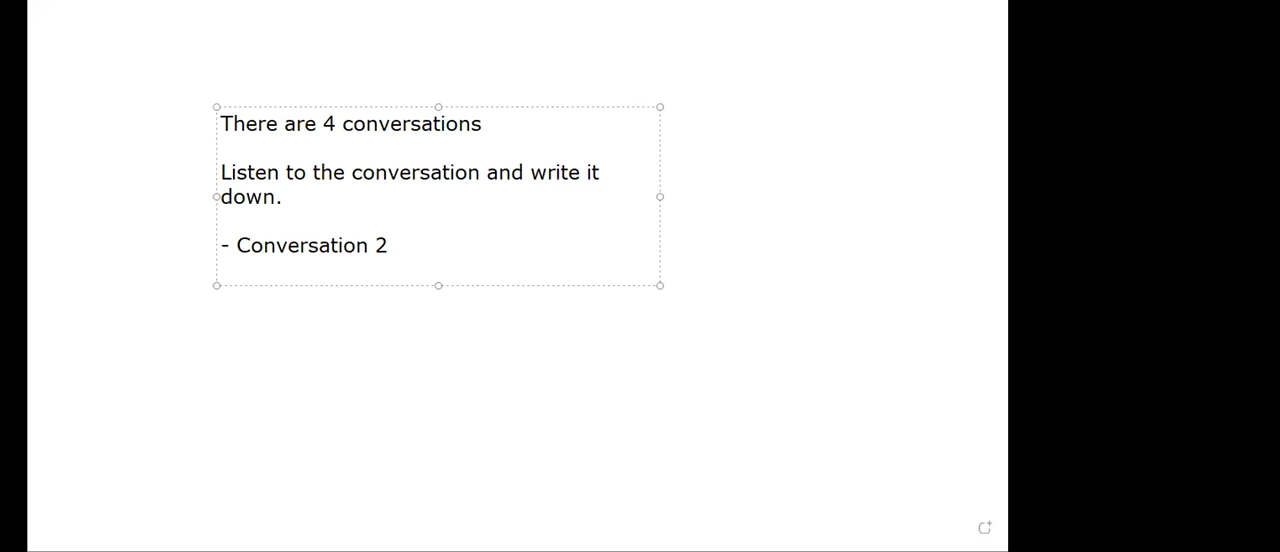 There are 4 conversations
Listen to the conversation and write it
down.
- Conversation 2